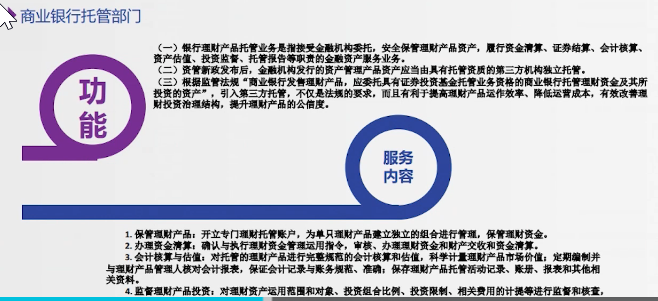 商业银行托管部门
（一）银行理财产品托管业务是指接受金融机构委托，安全保管理财产品资产，履行资金清算、证券结算、会计核算、
资产估值、投资监督、托管报告等职责的金融资产服务业务。
（二）资管新政发布后，金融机构发行的资产管理产品资产应当由具有托管资质的第三方机构独立托管。
（三）根据监管法规“商业银行发售理财产品，应委托具有证券投资基金托管业务资格的商业银行托管理财资金及其所
投资的资产”，引入第三方托管，不仅是法规的要求，而且有利于提高理财产品运作效率、降低运营成本，有效改善理
财投资治理结构，提升理财产品的公信度。
功
能
服务
内容
1. 保管理财产品：开立专门理财托管账户，为单只理财产品建立独立的组合进行管理，保管理财资金。
2. 办理资金清算：确认与执行理财资金管理运用指令，审核、办理理财资金和财产交收和资金清算。
3. 会计核算与估值：对托管的理财产品进行完整规范的会计核算和估值，科学计量理财产品市场价值；定期编制并
与理财产品管理人核对会计报表，保证会计记录与账务规范、准确；保存理财产品托管活动记录、账册、报表和其他相
关资料。
4. 监督理财产品投资：对理财资产运用范围和对象、投资组合比例、投资限制、相关费用的计提等进行监督和核查，